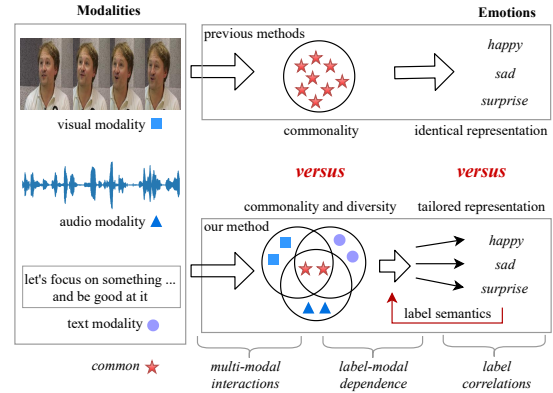 Modalities
Emotions
previous methods
happy
sad
surprise
visual modality
commonality
identical representation
versus
versus
audio modality
commonality and diversity
tailored representation
our method
happy
sad
surprise
let's focus on something ...
and be good at it
label semantics
text modality
common
multi-modal
interactions
label-modal
dependence
label
correlations